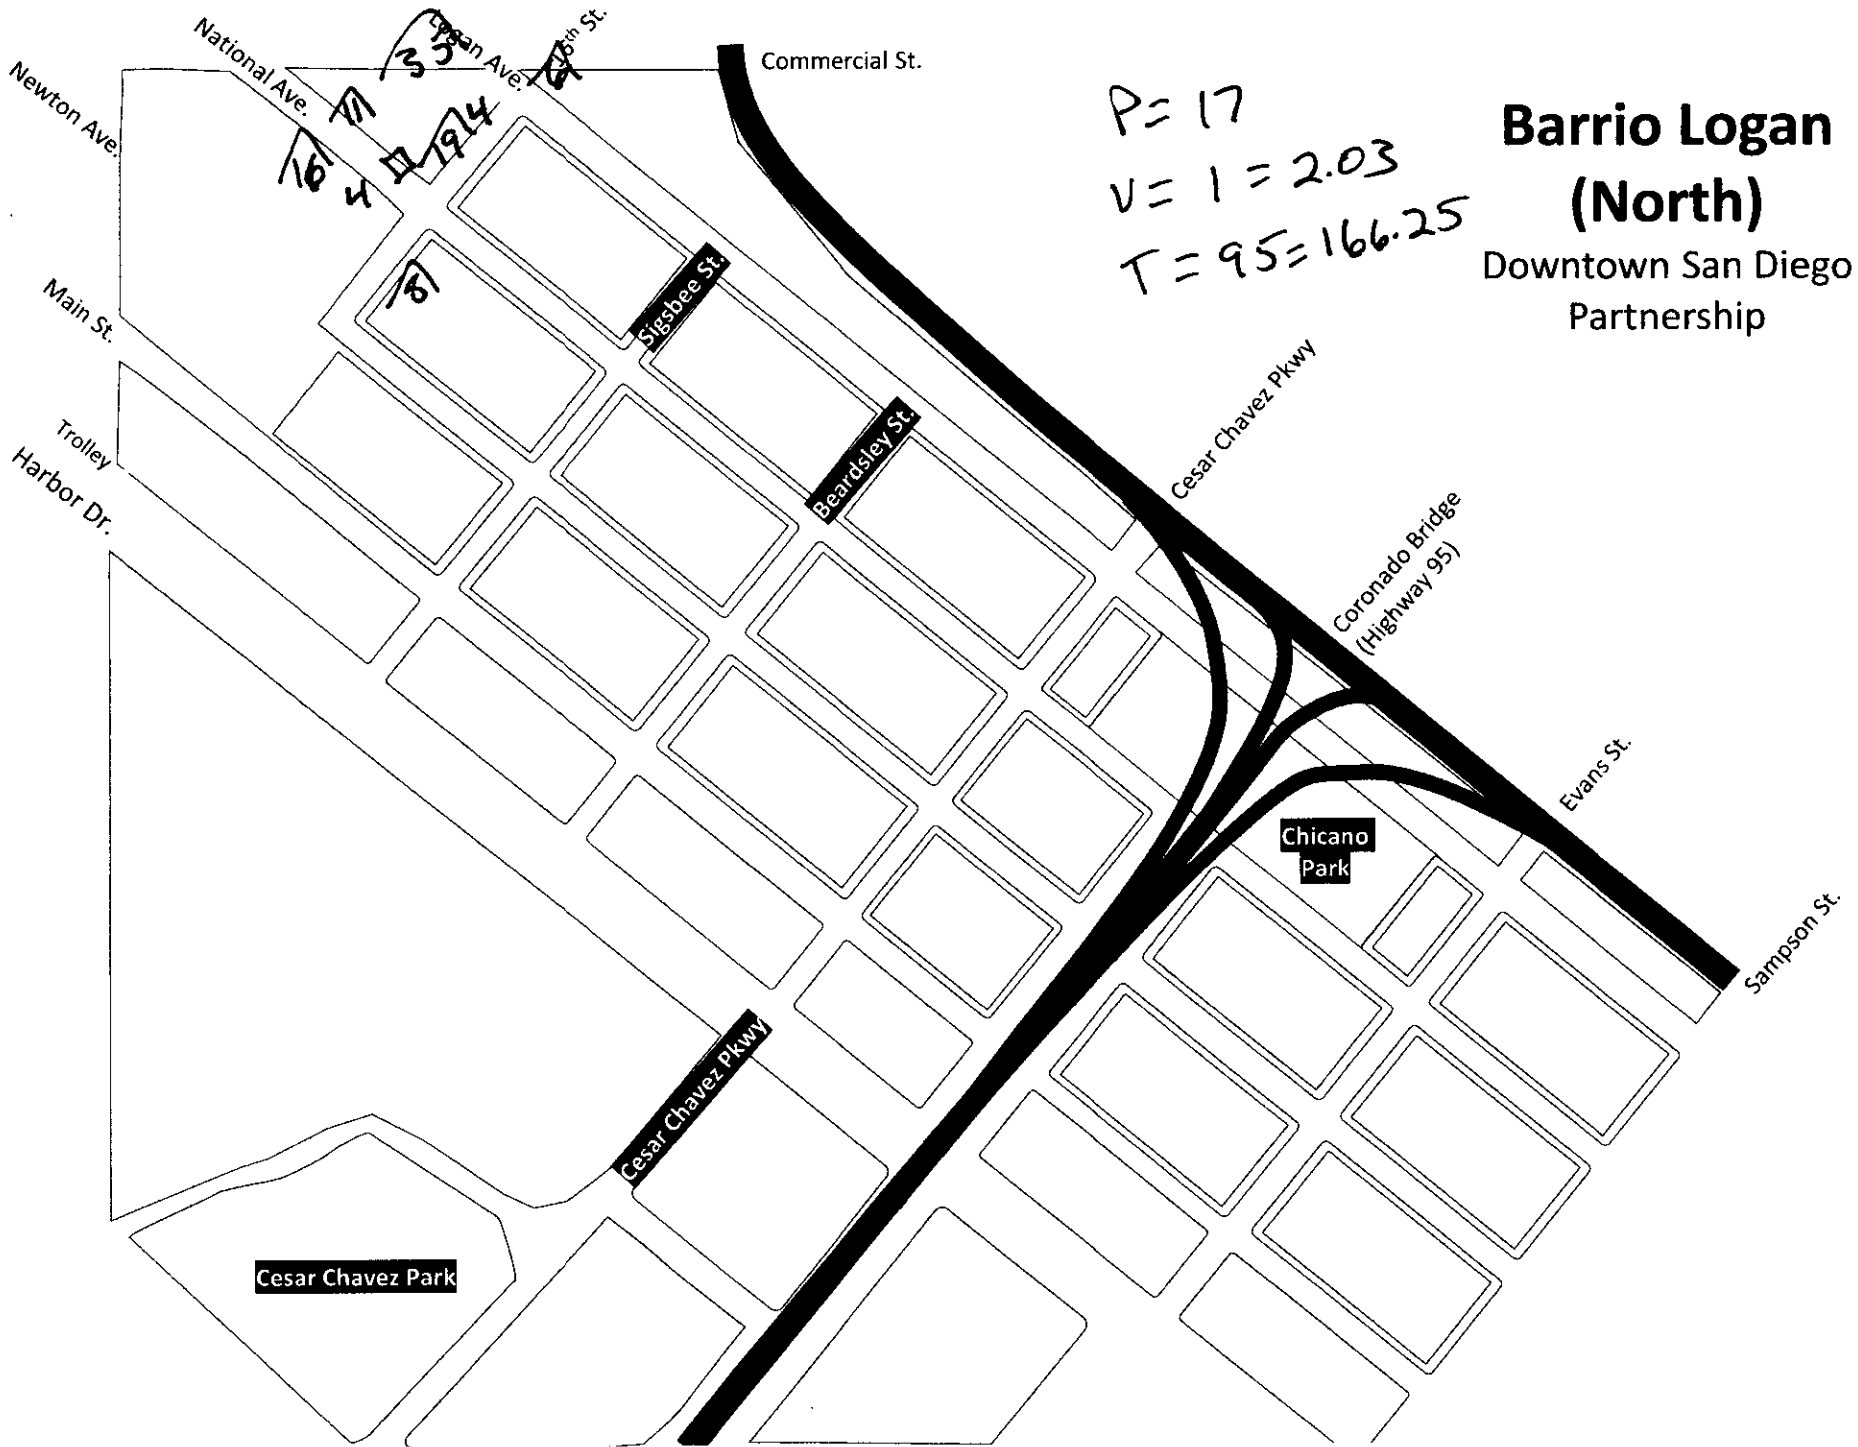 Commercial St.
16th St.
Logan Ave.
National Ave.
Newton Ave.
33
11
16
4
19
4
6
8
P= 17
V= 1 = 2.03
T= 95=166.25
Barrio Logan
(North)
Downtown San Diego
Partnership
Sigsbee St.
Main St.
Beardsley St.
Cesar Chavez Pkwy
Trolley
Harbor Dr.
Coronado Bridge
(Highway 95)
Evans St.
Chicano
Park
Sampson St.
Cesar Chavez Pkwy
Cesar Chavez Park